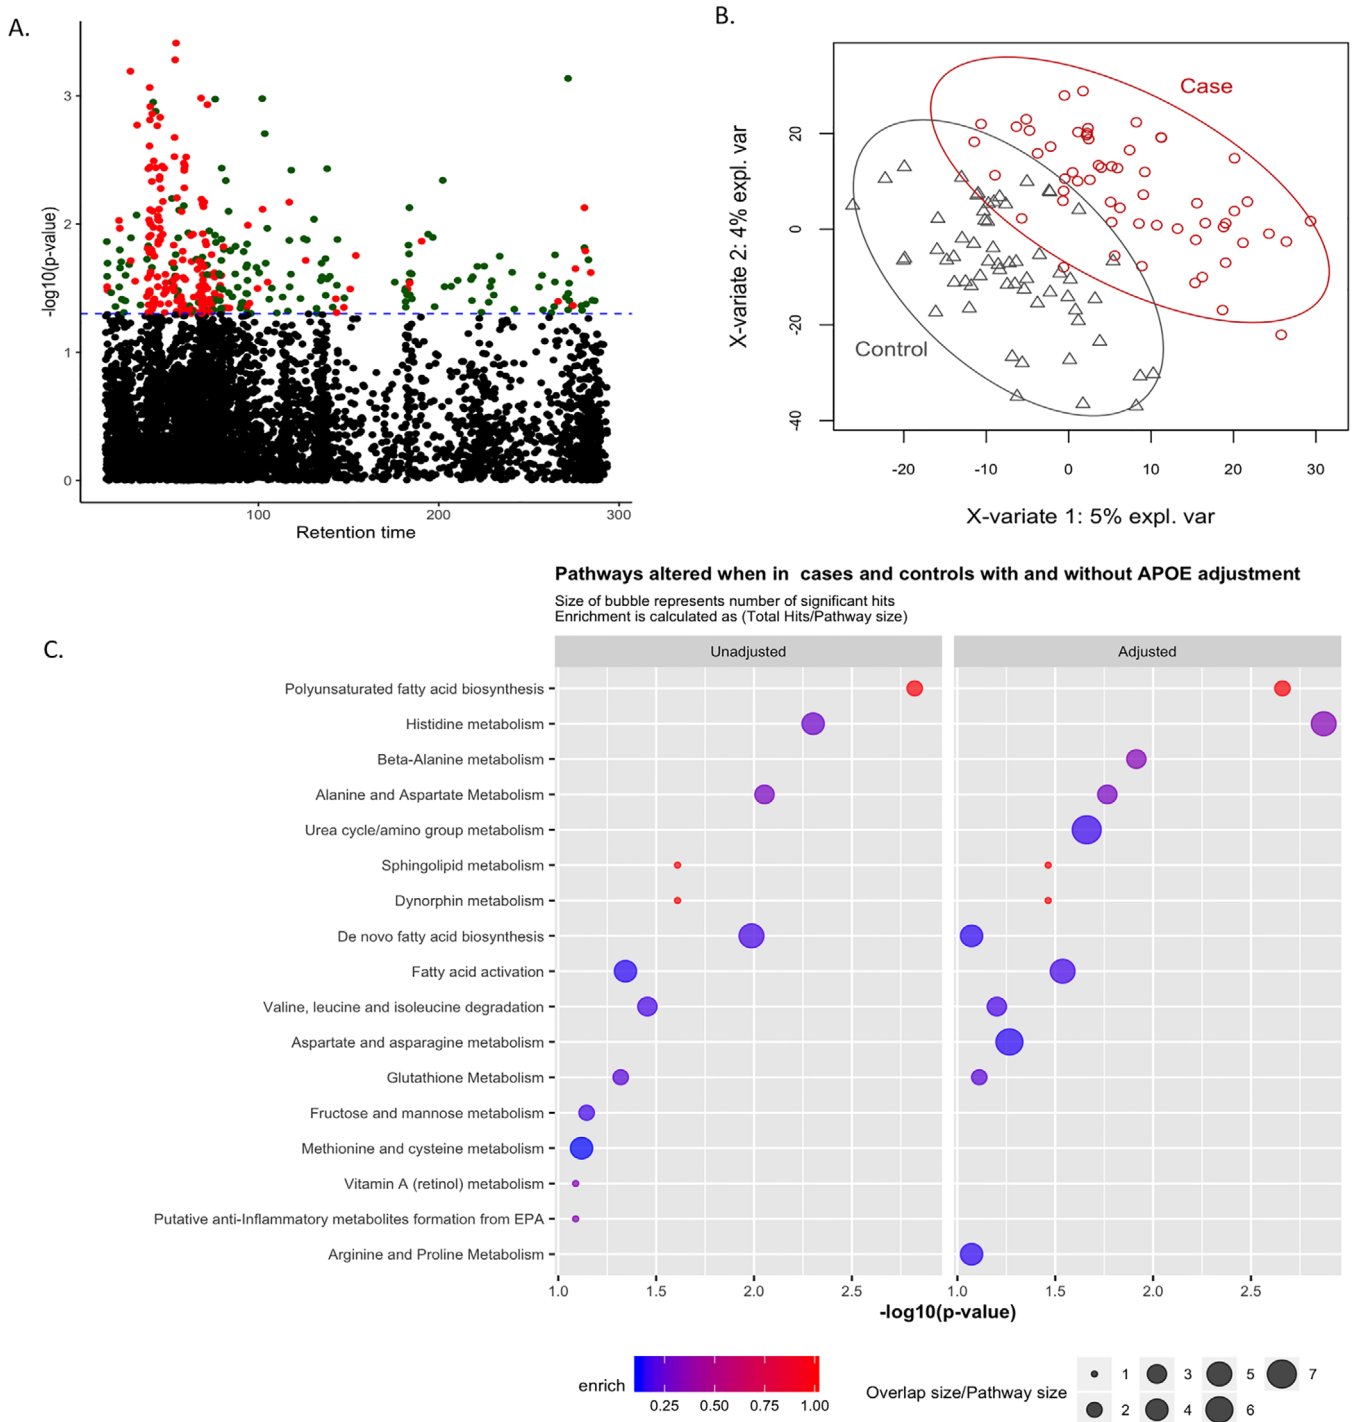 A.
-log10(p-value)
3
2
1
0
100 200 300
Retention time
B.
X-variate 2: 4% expl. var
20
0
-20
-40
Case
Control
-20 -10 0 10 20 30
X-variate 1: 5% expl. var
C.
Pathways altered when in  cases and controls with and without APOE adjustment
Size of bubble represents number of significant hits
Enrichment is calculated as (Total Hits/Pathway size)
Unadjusted Adjusted
Polyunsaturated fatty acid biosynthesis
Histidine metabolism
Beta-Alanine metabolism
Alanine and Aspartate Metabolism
Urea cycle/amino group metabolism
Sphingolipid metabolism
Dynorphin metabolism
De novo fatty acid biosynthesis
Fatty acid activation
Valine, leucine and isoleucine degradation
Aspartate and asparagine metabolism
Glutathione Metabolism
Fructose and mannose metabolism
Methionine and cysteine metabolism
Vitamin A (retinol) metabolism
Putative anti-Inflammatory metabolites formation from EPA
Arginine and Proline Metabolism
1.0 1.5 2.0 2.5 1.0 1.5 2.0 2.5
-log10(p-value)
enrich
0.25 0.50 0.75 1.00
Overlap size/Pathway size
1 3 5 7
2 4 6